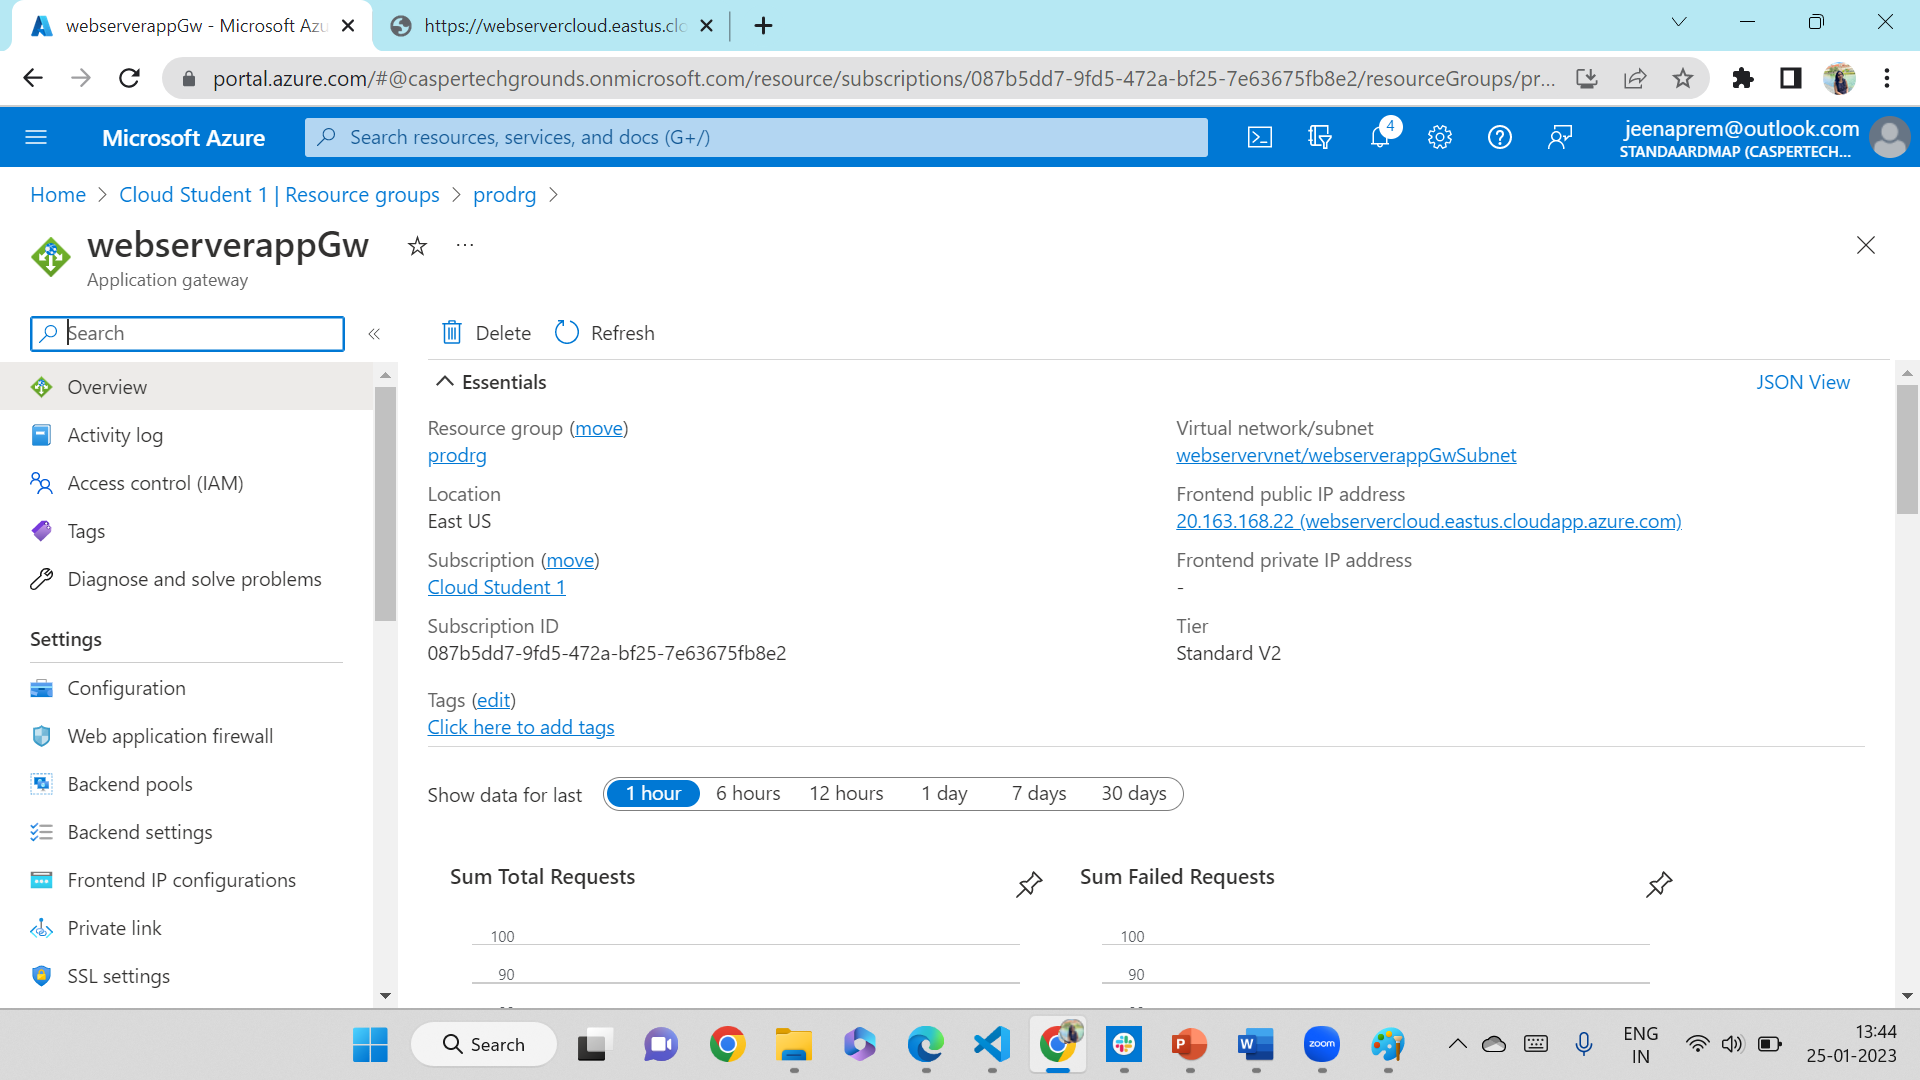 webserverappGw - Microsoft Azu
https://webservercloud.eastus.clo
portal.azure.com/#@caspertechgrounds.onmicrosoft.com/resource/subscriptions/087b5dd7-9fd5-472a-bf25-7e63675fb8e2/resourceGroups/pr...
Microsoft Azure
Search resources, services, and docs (G+/)
4
jeenaprem@outlook.com
STANDAARDMAP (CASPERTECH...
Home > Cloud Student 1 | Resource groups > prodrg >
webserverappGw
Application gateway
Search
Delete
Refresh
Overview
Activity log
Access control (IAM)
Tags
Diagnose and solve problems
Settings
Configuration
Web application firewall
Backend pools
Backend settings
Frontend IP configurations
Private link
SSL settings
Essentials
JSON View
Resource group (move)
prodrg
Location
East US
Subscription (move)
Cloud Student 1
Subscription ID
087b5dd7-9fd5-472a-bf25-7e63675fb8e2
Tags (edit)
Click here to add tags
Virtual network/subnet
webservervnet/webserverappGwSubnet
Frontend public IP address
20.163.168.22 (webservercloud.eastus.cloudapp.azure.com)
Frontend private IP address
-
Tier
Standard V2
Show data for last
1 hour
6 hours
12 hours
1 day
7 days
30 days
Sum Total Requests
100
90
Sum Failed Requests
100
90
Search
zoom
ENG
IN
13:44
25-01-2023